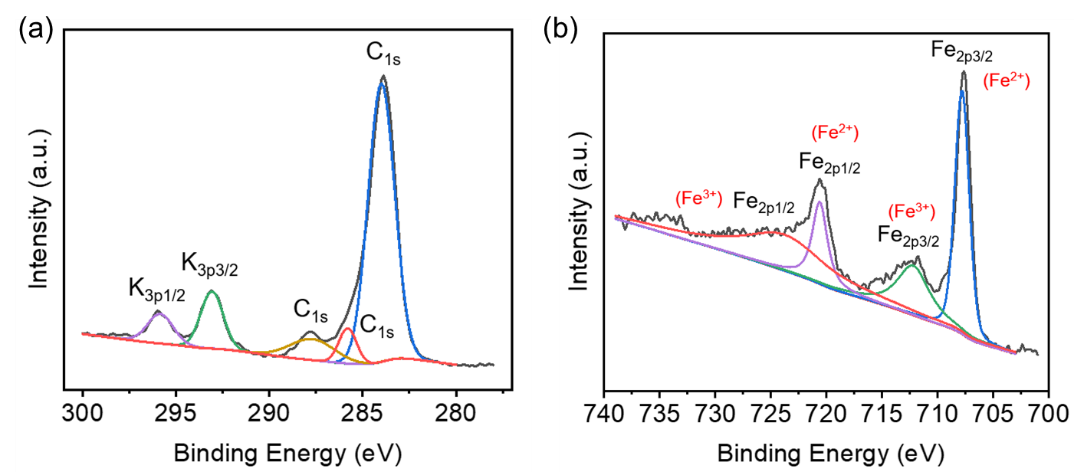 (a)
C1s
K3p3/2
K3p1/2
C1s
C1s
Intensity (a.u.)
300 295 290 285 280
Binding Energy (eV)
(b)
Fe2p3/2
(Fe2+)
(Fe2+)
Fe2p1/2
(Fe3+) Fe2p1/2
(Fe3+)
Fe2p3/2
Intensity (a.u.)
740 735 730 725 720 715 710 705 700
Binding Energy (eV)